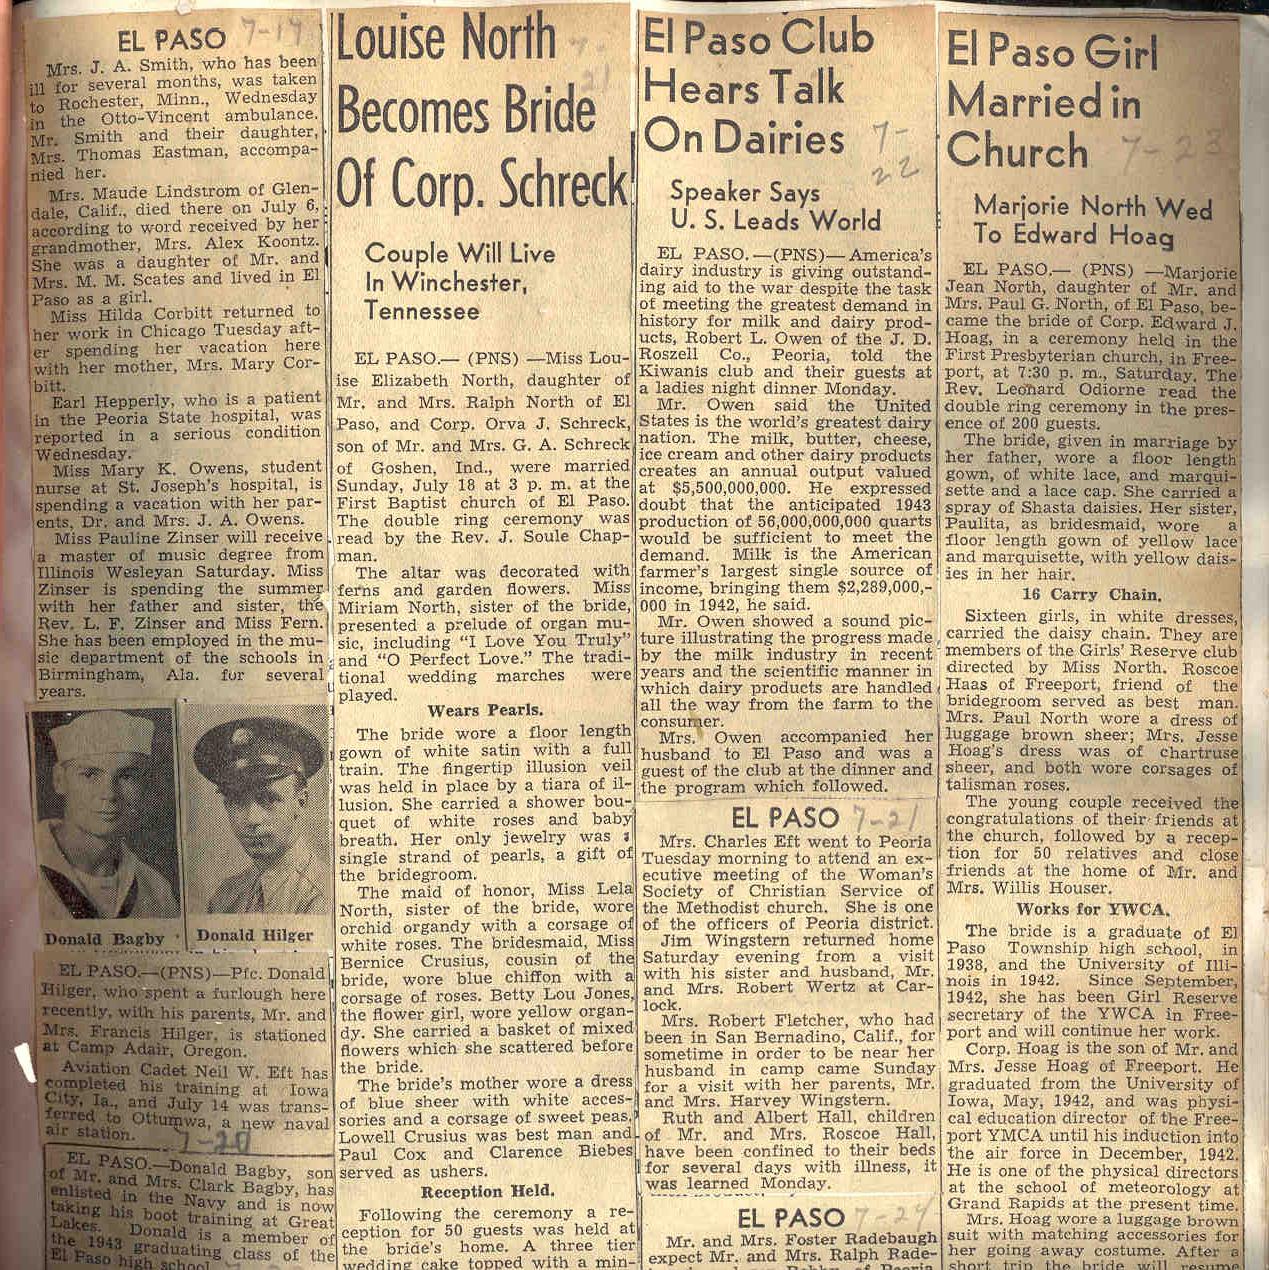 EL PASO 7-19
Mrs. J. A. Smith, who has been
ill for several months, was taken
to Rochester, Minn., Wednesday
in the Otto-Vincent ambulance.
Mr. Smith and their daughter,
Mrs. Thomas Eastman, accompa-
nied her.
Mrs. Maude Lindstrom of Glen-
dale, Calif., died there on July 6,
according to word received by her
grandmother, Mrs. Alex Koontz.
She was a daughter of Mr. and
Mrs. M. M. Scates and lived in El
Paso as a girl.
Miss Hilda Corbitt returned to
her work in Chicago Tuesday aft-
er spending her vacation here
with her mother, Mrs. Mary Cor-
bitt.
Earl Hepperly, who is a patient
in the Peoria State hospital, was
reported in a serious condition
Wednesday.
Miss Mary K. Owens, student
nurse at St. Joseph's hospital, is
spending a vacation with her par-
ents, Dr. and Mrs. J. A. Owens.
Miss Pauline Zinser will receive
a master of music degree from
Illinois Wesleyan Saturday. Miss
Zinser is spending the summer
with her father and sister, the
Rev. L. F. Zinser and Miss Fern.
She has been employed in the mu-
sic department of the schools in
Birmingham, Ala. for several
years.
Donald Bagby
Donald Hilger
EL PASO.—(PNS)—Pfc. Donald
Hilger, who spent a furlough here
recently, with his parents, Mr. and
Mrs. Francis Hilger, is stationed
at Camp Adair, Oregon.
Aviation Cadet Neil W. Eft has
completed his training at Iowa
City, Ia., and July 14 was trans-
ferred to Ottumwa, a new naval
air station. 7-20
EL PASO.—Donald Bagby, son
of Mr. and Mrs. Clark Bagby, has
enlisted in the Navy and is now
taking his boot training at Great
Lakes. Donald is a member of
the 1943 graduating class of the
El Paso high school.
Louise North 7-21
Becomes Bride
Of Corp. Schreck
Couple Will Live
In Winchester,
Tennessee
EL PASO.— (PNS) —Miss Lou-
ise Elizabeth North, daughter of
Mr. and Mrs. Ralph North of El
Paso, and Corp. Orva J. Schreck,
son of Mr. and Mrs. G. A. Schreck
of Goshen, Ind., were married
Sunday, July 18 at 3 p. m. at the
First Baptist church of El Paso.
The double ring ceremony was
read by the Rev. J. Soule Chap-
man.
The altar was decorated with
ferns and garden flowers. Miss
Miriam North, sister of the bride,
presented a prelude of organ mu-
sic, including "I Love You Truly"
and "O Perfect Love." The tradi-
tional wedding marches were
played.
Wears Pearls.
The bride wore a floor length
gown of white satin with a full
train. The fingertip illusion veil
was held in place by a tiara of il-
lusion. She carried a shower bou-
quet of white roses and baby
breath. Her only jewelry was a
single strand of pearls, a gift of
the bridegroom.
The maid of honor, Miss Lela
North, sister of the bride, wore
orchid organdy with a corsage of
white roses. The bridesmaid, Miss
Bernice Crusius, cousin of the
bride, wore blue chiffon with a
corsage of roses. Betty Lou Jones,
the flower girl, wore yellow organ-
dy. She carried a basket of mixed
flowers which she scattered before
the bride.
The bride's mother wore a dress
of blue sheer with white acces-
sories and a corsage of sweet peas.
Lowell Crusius was best man and
Paul Cox and Clarence Biebes
served as ushers.
Reception Held.
Following the ceremony a re-
ception for 50 guests was held at
the bride's home. A three tier
wedding cake topped with a min-
El Paso Club
Hears Talk
On Dairies 7-22
Speaker Says
U. S. Leads World
EL PASO.—(PNS)—America's
dairy industry is giving outstand-
ing aid to the war despite the task
of meeting the greatest demand in
history for milk and dairy prod-
ucts, Robert L. Owen of the J. D.
Roszell Co., Peoria, told the
Kiwanis club and their guests at
a ladies night dinner Monday.
Mr. Owen said the United
States is the world's greatest dairy
nation. The milk, butter, cheese,
ice cream and other dairy products
creates an annual output valued
at $5,500,000,000. He expressed
doubt that the anticipated 1943
production of 56,000,000,000 quarts
would be sufficient to meet the
demand. Milk is the American
farmer's largest single source of
income, bringing them $2,289,000,-
000 in 1942, he said.
Mr. Owen showed a sound pic-
ture illustrating the progress made
by the milk industry in recent
years and the scientific manner in
which dairy products are handled
all the way from the farm to the
consumer.
Mrs. Owen accompanied her
husband to El Paso and was a
guest of the club at the dinner and
the program which followed.
EL PASO 7-21
Mrs. Charles Eft went to Peoria
Tuesday morning to attend an ex-
ecutive meeting of the Woman's
Society of Christian Service of
the Methodist church. She is one
of the officers of Peoria district.
Jim Wingstern returned home
Saturday evening from a visit
with his sister and husband, Mr.
and Mrs. Robert Wertz at Car-
lock.
Mrs. Robert Fletcher, who had
been in San Bernadino, Calif., for
sometime in order to be near her
husband in camp came Sunday
for a visit with her parents, Mr.
and Mrs. Harvey Wingstern.
Ruth and Albert Hall, children
of Mr. and Mrs. Roscoe Hall,
have been confined to their beds
for several days with illness, it
was learned Monday.
EL PASO 7-24
Mr. and Mrs. Foster Radebaugh
expect Mr. and Mrs. Ralph Rade-
El Paso Girl
Married in
Church 7-23
Marjorie North Wed
To Edward Hoag
EL PASO.— (PNS) —Marjorie
Jean North, daughter of Mr. and
Mrs. Paul G. North, of El Paso, be-
came the bride of Corp. Edward J.
Hoag, in a ceremony held in the
First Presbyterian church, in Free-
port, at 7:30 p. m., Saturday. The
Rev. Leonard Odiorne read the
double ring ceremony in the pres-
ence of 200 guests.
The bride, given in marriage by
her father, wore a floor length
gown, of white lace, and marqui-
sette and a lace cap. She carried a
spray of Shasta daisies. Her sister,
Paulita, as bridesmaid, wore a
floor length gown of yellow lace
and marquisette, with yellow dais-
ies in her hair.
16 Carry Chain.
Sixteen girls, in white dresses,
carried the daisy chain. They are
members of the Girls' Reserve club
directed by Miss North. Roscoe
Haas of Freeport, friend of the
bridegroom served as best man.
Mrs. Paul North wore a dress of
luggage brown sheer; Mrs. Jesse
Hoag's dress was of chartruse
sheer, and both wore corsages of
talisman roses.
The young couple received the
congratulations of their friends at
the church, followed by a recep-
tion for 50 relatives and close
friends at the home of Mr. and
Mrs. Willis Houser.
Works for YWCA.
The bride is a graduate of El
Paso Township high school, in
1938, and the University of Illi-
nois in 1942. Since September,
1942, she has been Girl Reserve
secretary of the YWCA in Free-
port and will continue her work.
Corp. Hoag is the son of Mr. and
Mrs. Jesse Hoag of Freeport. He
graduated from the University of
Iowa, May, 1942, and was physi-
cal education director of the Free-
port YMCA until his induction into
the air force in December, 1942.
He is one of the physical directors
at the school of meteorology at
Grand Rapids at the present time.
Mrs. Hoag wore a luggage brown
suit with matching accessories for
her going away costume. After a
short trip the bride will resume